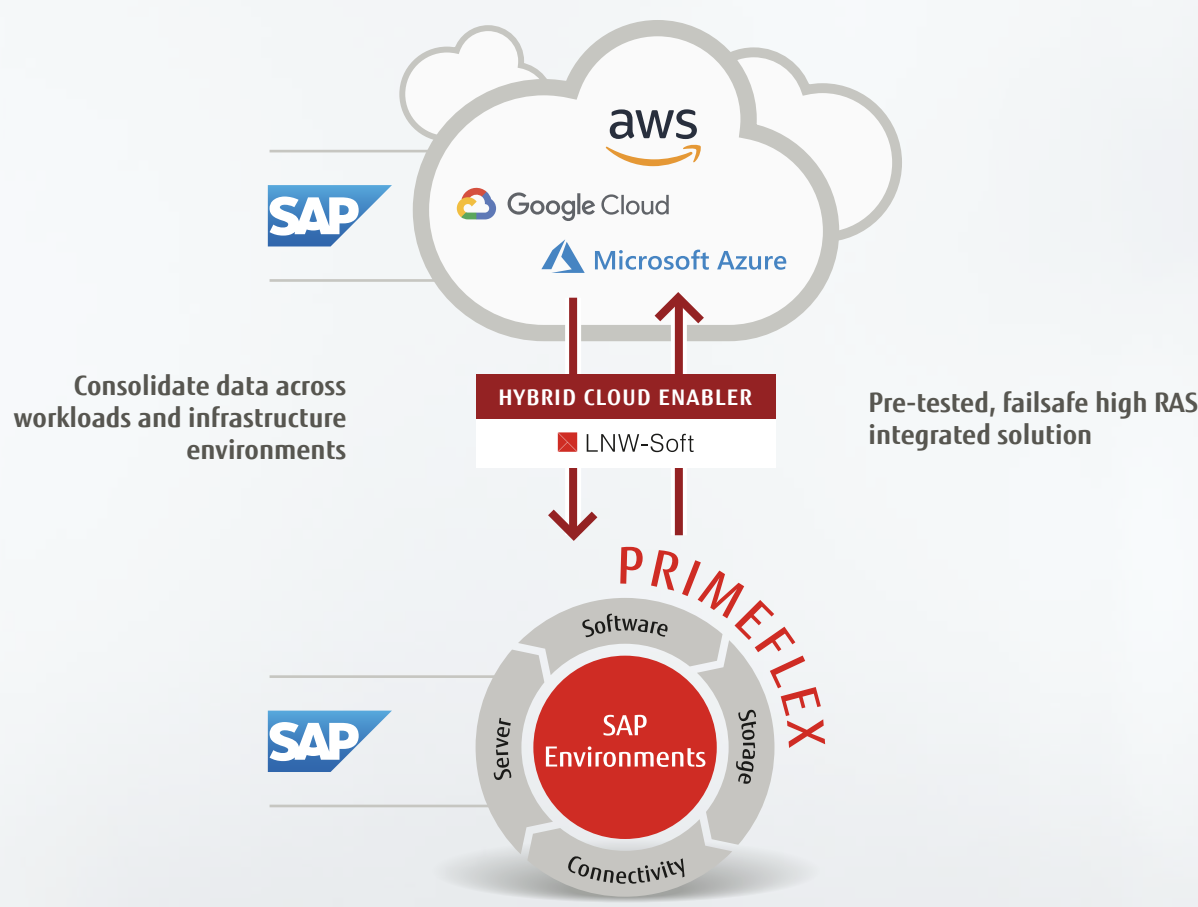 aws
SAP
Google Cloud
Microsoft Azure
Consolidate data across
workloads and infrastructure
environments
HYBRID CLOUD ENABLER
LNW-Soft
Pre-tested, failsafe high RAS
integrated solution
PRIMEFLEX
Software
Server
SAP
Environments
Storage
SAP
Connectivity